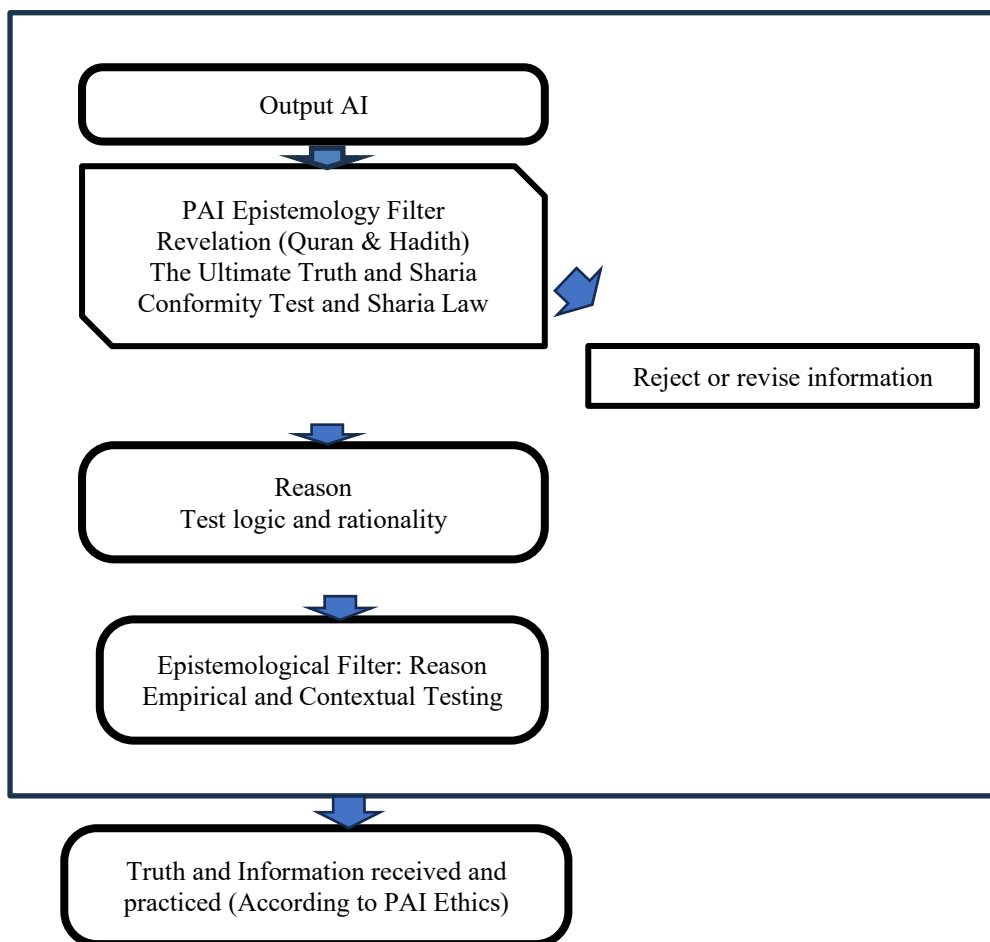 Output AI
PAI Epistemology Filter
Revelation (Quran & Hadith)
The Ultimate Truth and Sharia
Conformity Test and Sharia Law
Reject or revise information
Reason
Test logic and rationality
Epistemological Filter: Reason
Empirical and Contextual Testing
Truth and Information received and
practiced (According to PAI Ethics)